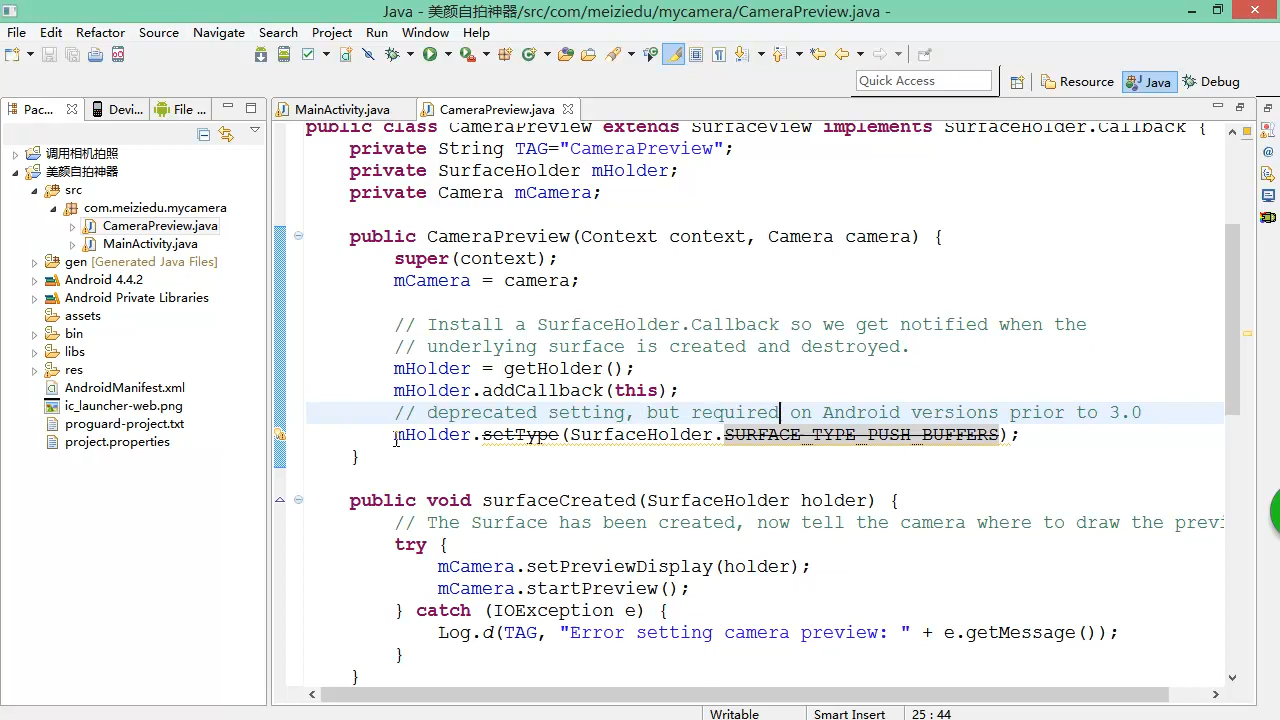 Java - 美颜自拍神器/src/com/meiziedu/mycamera/CameraPreview.java -
File Edit Refactor Source Navigate Search Project Run Window Help
Quick Access
Resource
Java
Debug
Pac...
Devi...
File ...
MainActivity.java
CameraPreview.java
调用相机拍照
美颜自拍神器
src
com.meiziedu.mycamera
CameraPreview.java
MainActivity.java
gen [Generated Java Files]
Android 4.4.2
Android Private Libraries
assets
bin
libs
res
AndroidManifest.xml
ic_launcher-web.png
proguard-project.txt
project.properties
public class CameraPreview extends SurfaceView implements SurfaceHolder.Callback {
private String TAG="CameraPreview";
private SurfaceHolder mHolder;
private Camera mCamera;
public CameraPreview(Context context, Camera camera) {
super(context);
mCamera = camera;
// Install a SurfaceHolder.Callback so we get notified when the
// underlying surface is created and destroyed.
mHolder = getHolder();
mHolder.addCallback(this);
// deprecated setting, but required on Android versions prior to 3.0
mHolder.setType(SurfaceHolder.SURFACE_TYPE_PUSH_BUFFERS);
}
public void surfaceCreated(SurfaceHolder holder) {
// The Surface has been created, now tell the camera where to draw the previ
try {
mCamera.setPreviewDisplay(holder);
mCamera.startPreview();
} catch (IOException e) {
Log.d(TAG, "Error setting camera preview: " + e.getMessage());
}
}
Writable
Smart Insert
25 : 44